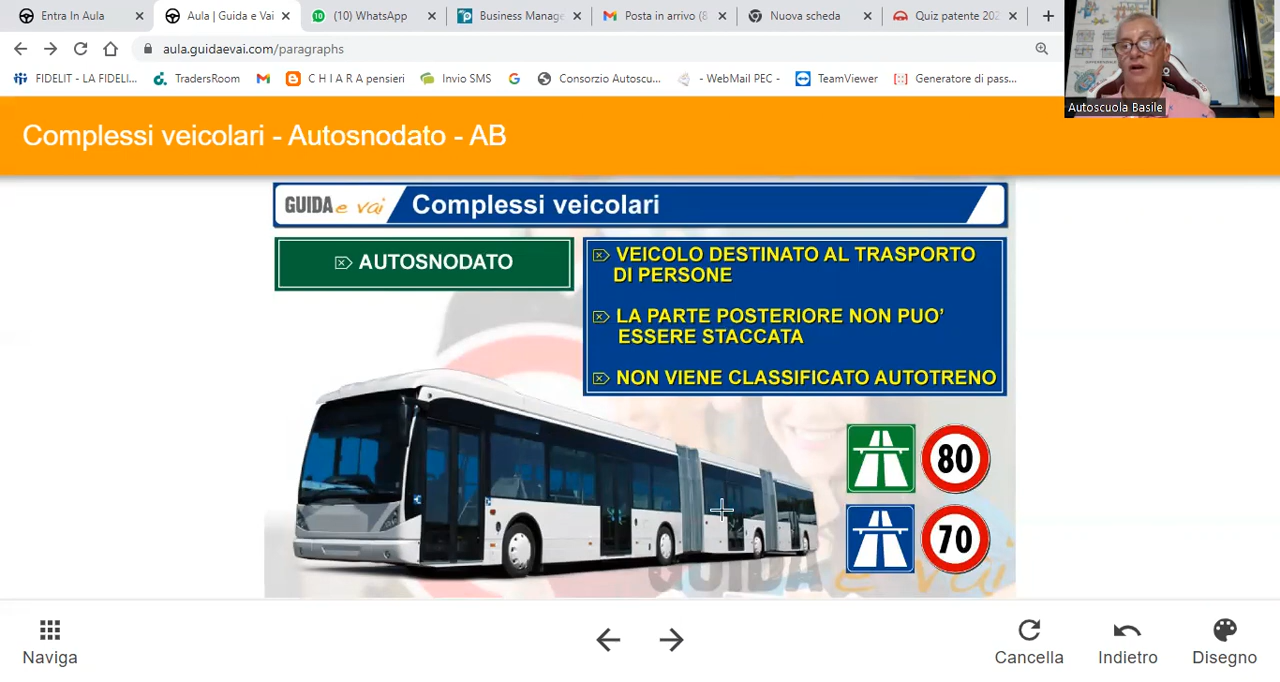 Entra In Aula
Aula | Guida e Vai
(10) WhatsApp
Business Manage
Posta in arrivo (8
Nuova scheda
Quiz patente 202
aula.guidaevai.com/paragraphs
FIDELIT - LA FIDELI...
TradersRoom
C H I A R A pensieri
Invio SMS
Consorzio Autoscu...
- WebMail PEC -
TeamViewer
Generatore di pass...
Autoscuola Basile
Complessi veicolari - Autosnodato - AB
GUIDA e vai
Complessi veicolari
AUTOSNODATO
VEICOLO DESTINATO AL TRASPORTO
DI PERSONE
LA PARTE POSTERIORE NON PUO'
ESSERE STACCATA
NON VIENE CLASSIFICATO AUTOTRENO
80
70
GUIDA e vai
Naviga
Cancella
Indietro
Disegno